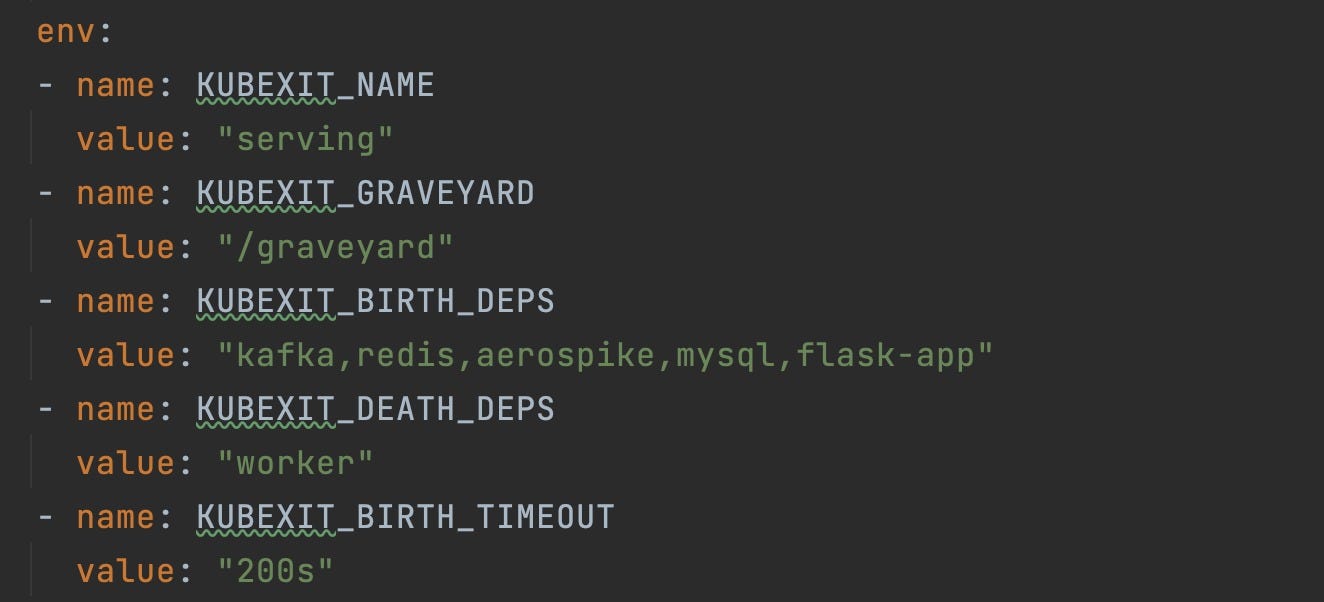 env:
- name: KUBEXIT_NAME
  value: "serving"
- name: KUBEXIT_GRAVEYARD
  value: "/graveyard"
- name: KUBEXIT_BIRTH_DEPS
  value: "kafka,redis,aerospike,mysql,flask-app"
- name: KUBEXIT_DEATH_DEPS
  value: "worker"
- name: KUBEXIT_BIRTH_TIMEOUT
  value: "200s"